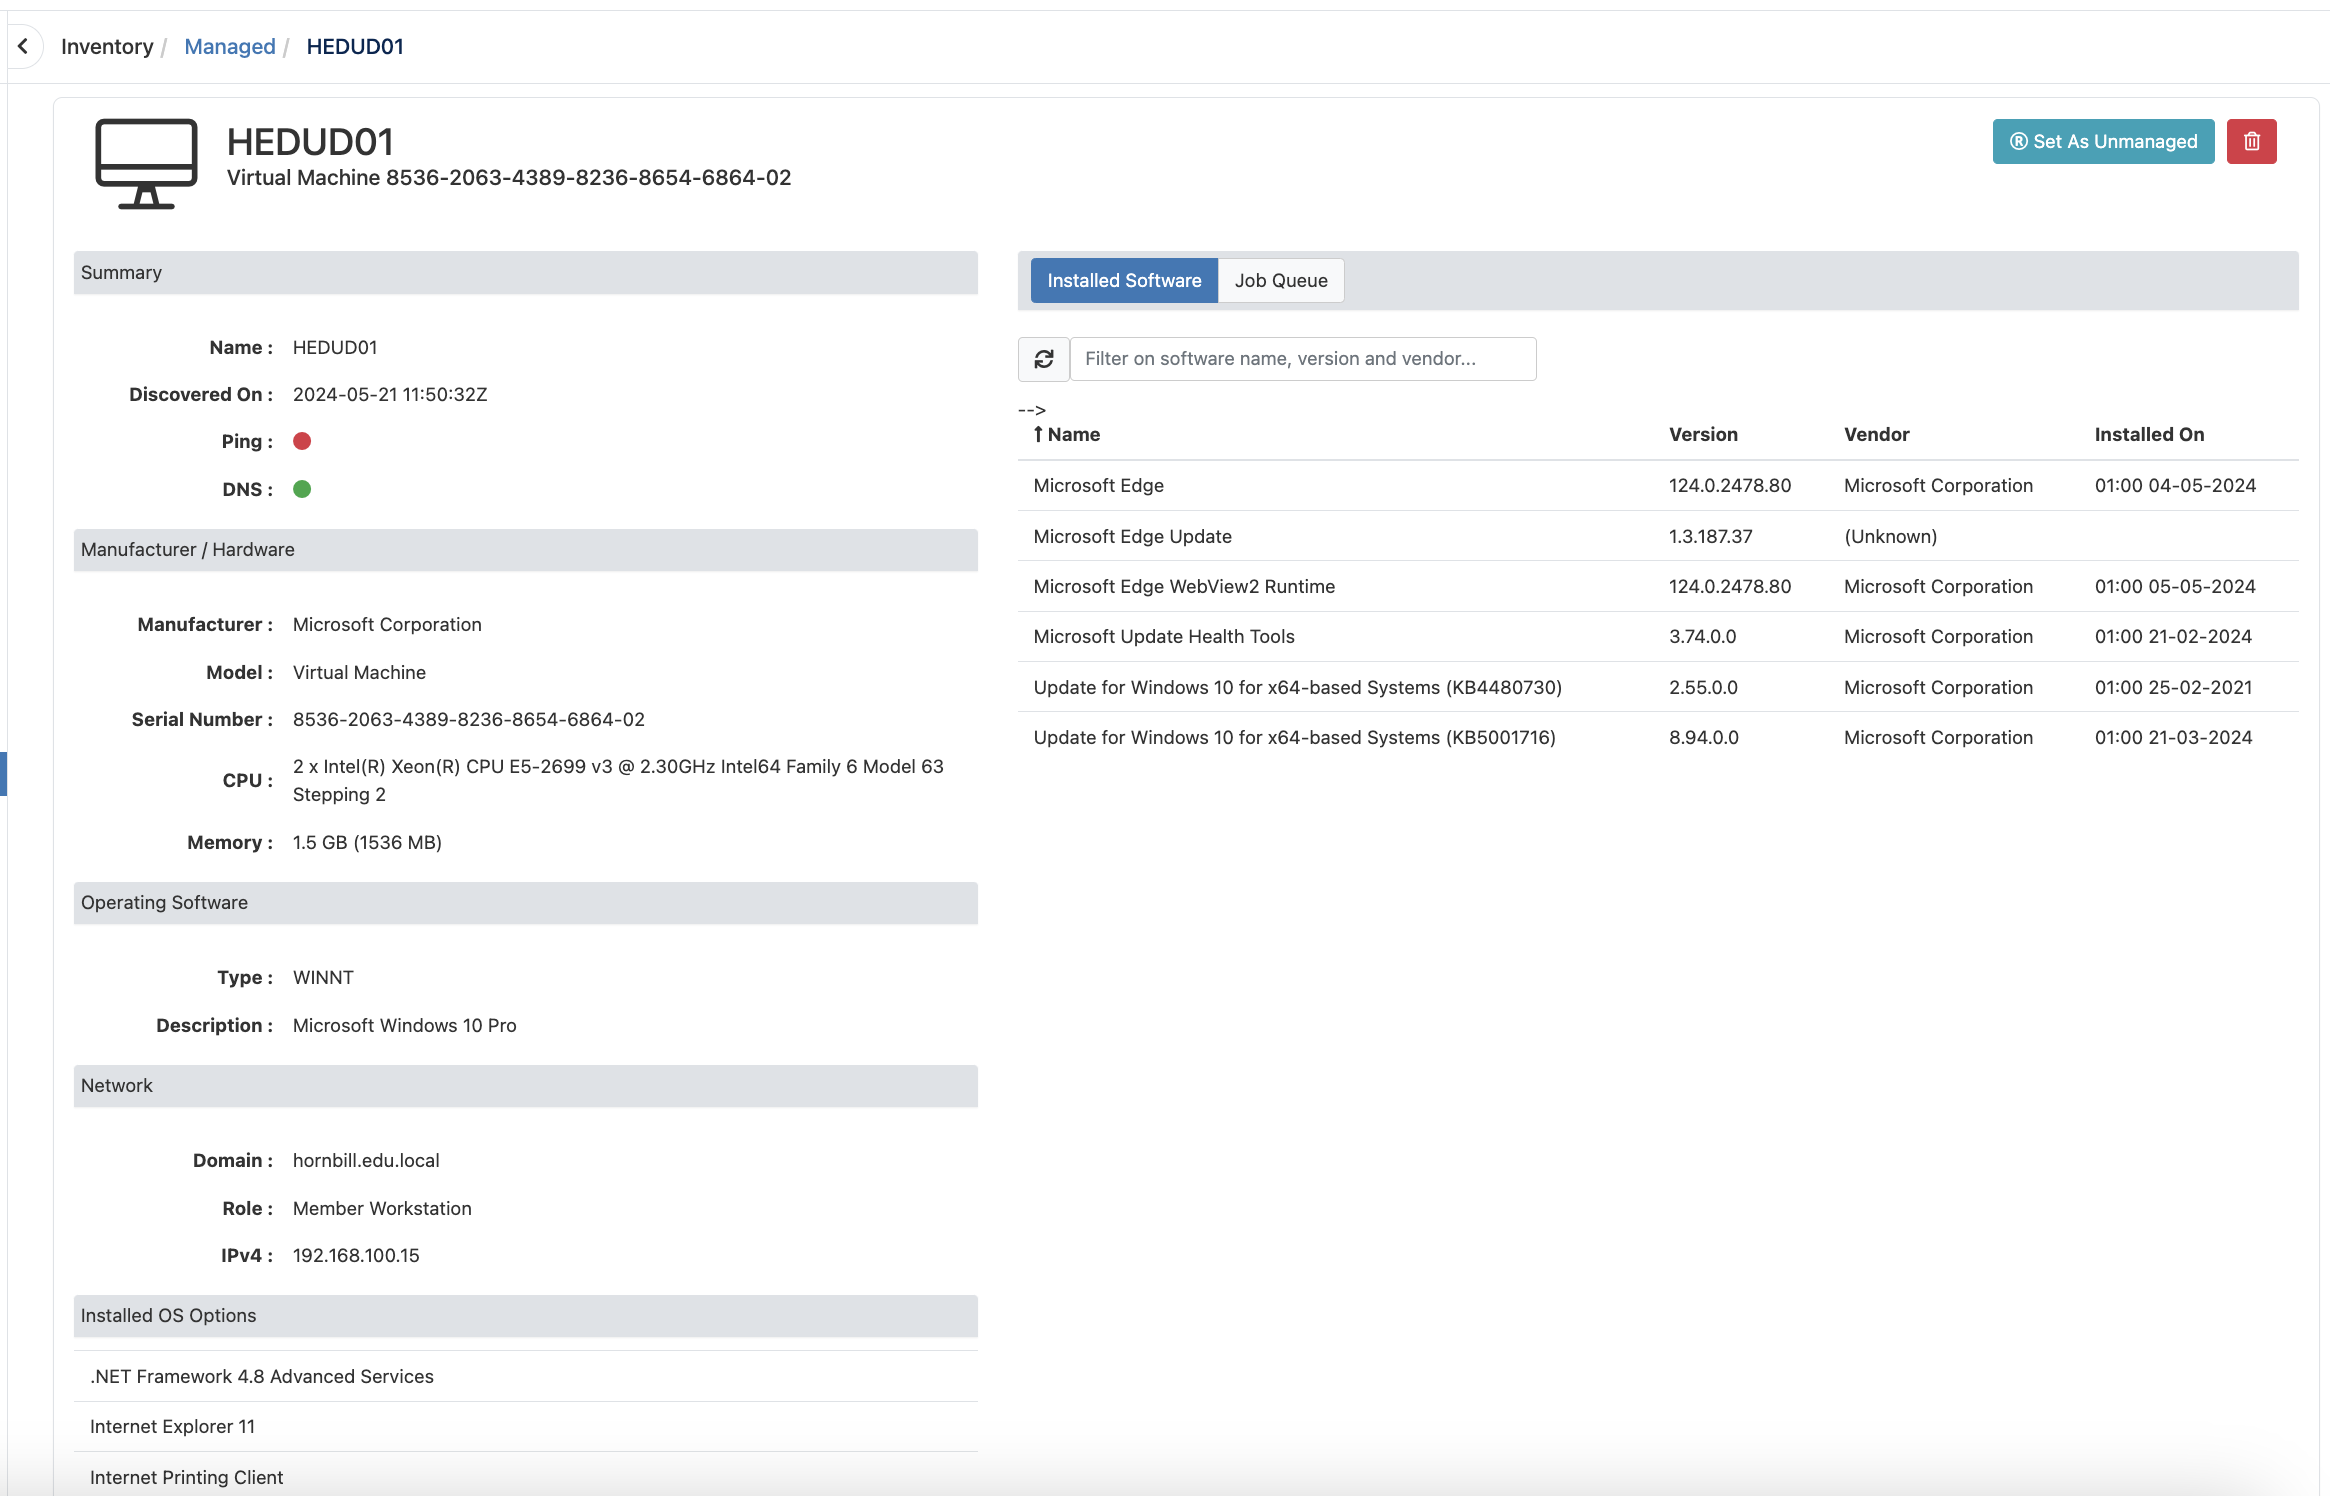 Inventory / Managed / HEDUD01
HEDUD01
Virtual Machine 8536-2063-4389-8236-8654-6864-02
® Set As Unmanaged
Summary
Name : HEDUD01
Discovered On : 2024-05-21 11:50:32Z
Ping :
DNS :
Manufacturer / Hardware
Manufacturer : Microsoft Corporation
Model : Virtual Machine
Serial Number : 8536-2063-4389-8236-8654-6864-02
CPU : 2 x Intel(R) Xeon(R) CPU E5-2699 v3 @ 2.30GHz Intel64 Family 6 Model 63
Stepping 2
Memory : 1.5 GB (1536 MB)
Operating Software
Type : WINNT
Description : Microsoft Windows 10 Pro
Network
Domain : hornbill.edu.local
Role : Member Workstation
IPv4 : 192.168.100.15
Installed OS Options
.NET Framework 4.8 Advanced Services
Internet Explorer 11
Internet Printing Client
Installed Software Job Queue
Filter on software name, version and vendor...
-->
↑ Name Version Vendor Installed On
Microsoft Edge 124.0.2478.80 Microsoft Corporation 01:00 04-05-2024
Microsoft Edge Update 1.3.187.37 (Unknown)
Microsoft Edge WebView2 Runtime 124.0.2478.80 Microsoft Corporation 01:00 05-05-2024
Microsoft Update Health Tools 3.74.0.0 Microsoft Corporation 01:00 21-02-2024
Update for Windows 10 for x64-based Systems (KB4480730) 2.55.0.0 Microsoft Corporation 01:00 25-02-2021
Update for Windows 10 for x64-based Systems (KB5001716) 8.94.0.0 Microsoft Corporation 01:00 21-03-2024